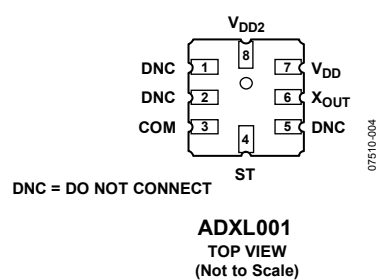 VDD2
8
DNC 1 7 VDD
DNC 2 6 XOUT
COM 3 5 DNC
4
ST
DNC = DO NOT CONNECT
ADXL001
TOP VIEW
(Not to Scale)
07510-004